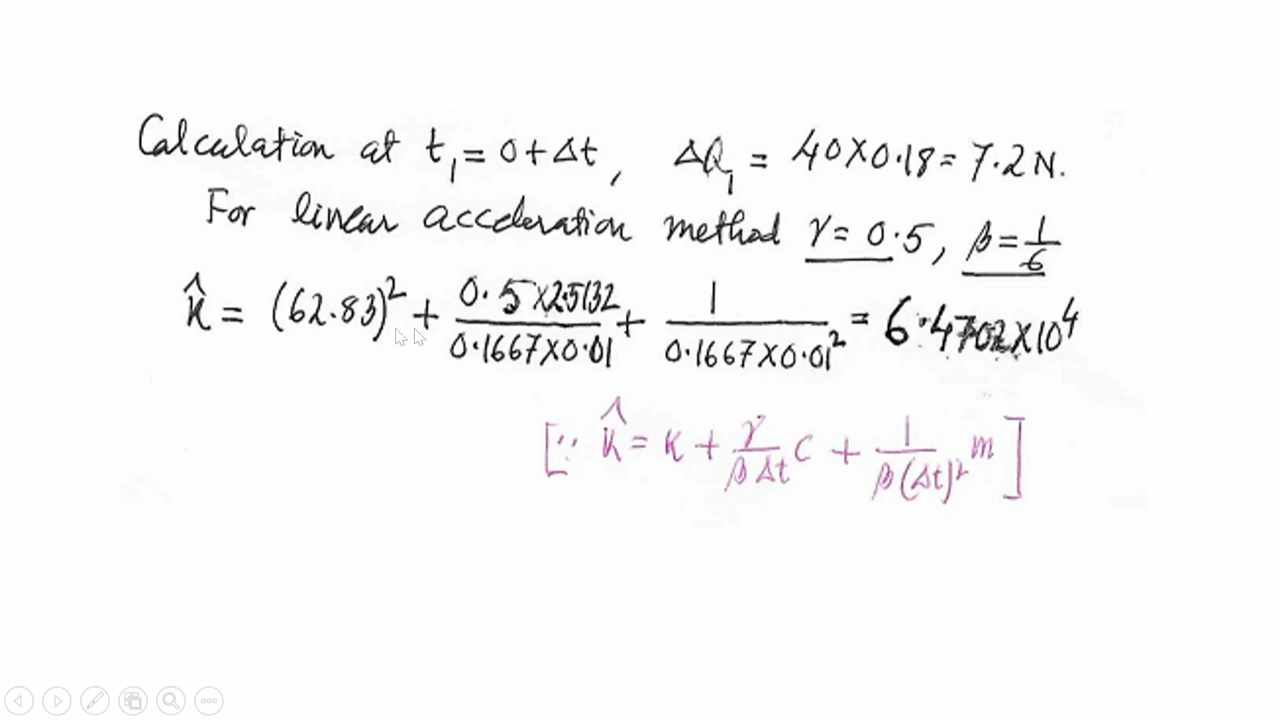 Calculation at t₁ = 0 + Δt, ΔQ₁ = 40×0.18 = 7.2 N.
For linear acceleration method γ = 0.5, β = 1/6
k̂ = (62.83)² + (0.5×2.5132)/(0.1667×0.01) + 1/(0.1667×0.01²) = 6.4702×10⁴
[∵ k̂ = K + γ/(βΔt) C + 1/(β(Δt)²) m]